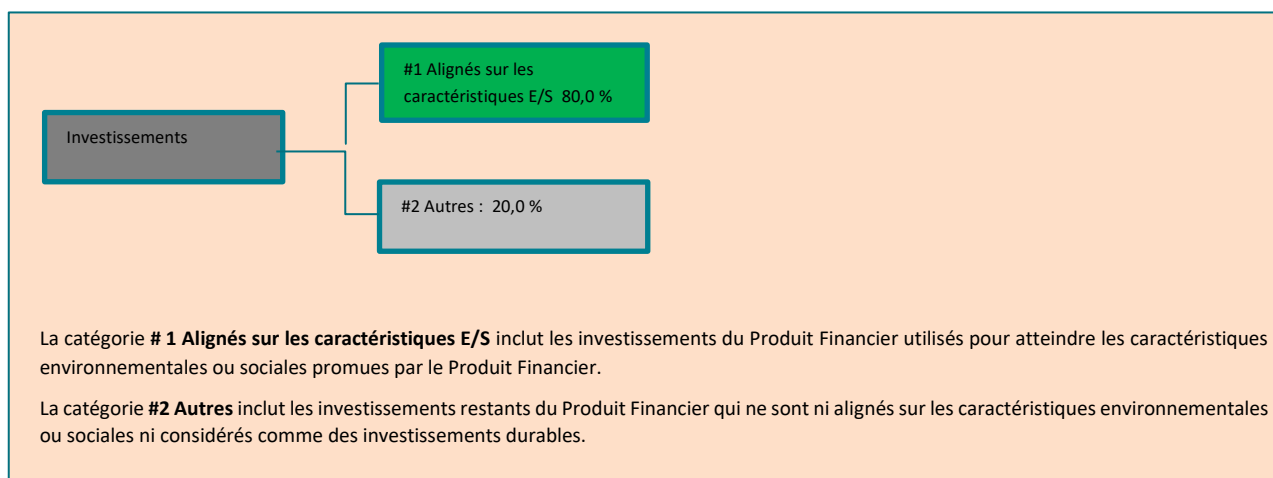 #1 Alignés sur les
caractéristiques E/S 80,0 %
Investissements
#2 Autres : 20,0 %
La catégorie # 1 Alignés sur les caractéristiques E/S inclut les investissements du Produit Financier utilisés pour atteindre les caractéristiques
environnementales ou sociales promues par le Produit Financier.
La catégorie #2 Autres inclut les investissements restants du Produit Financier qui ne sont ni alignés sur les caractéristiques environnementales
ou sociales ni considérés comme des investissements durables.